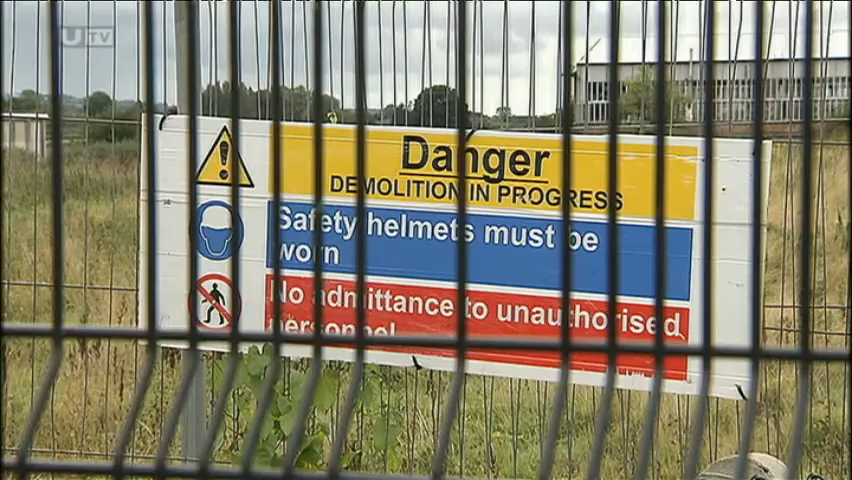 UTV
Danger
DEMOLITION IN PROGRESS
Safety helmets must be
worn
No admittance to unauthorised
personnel